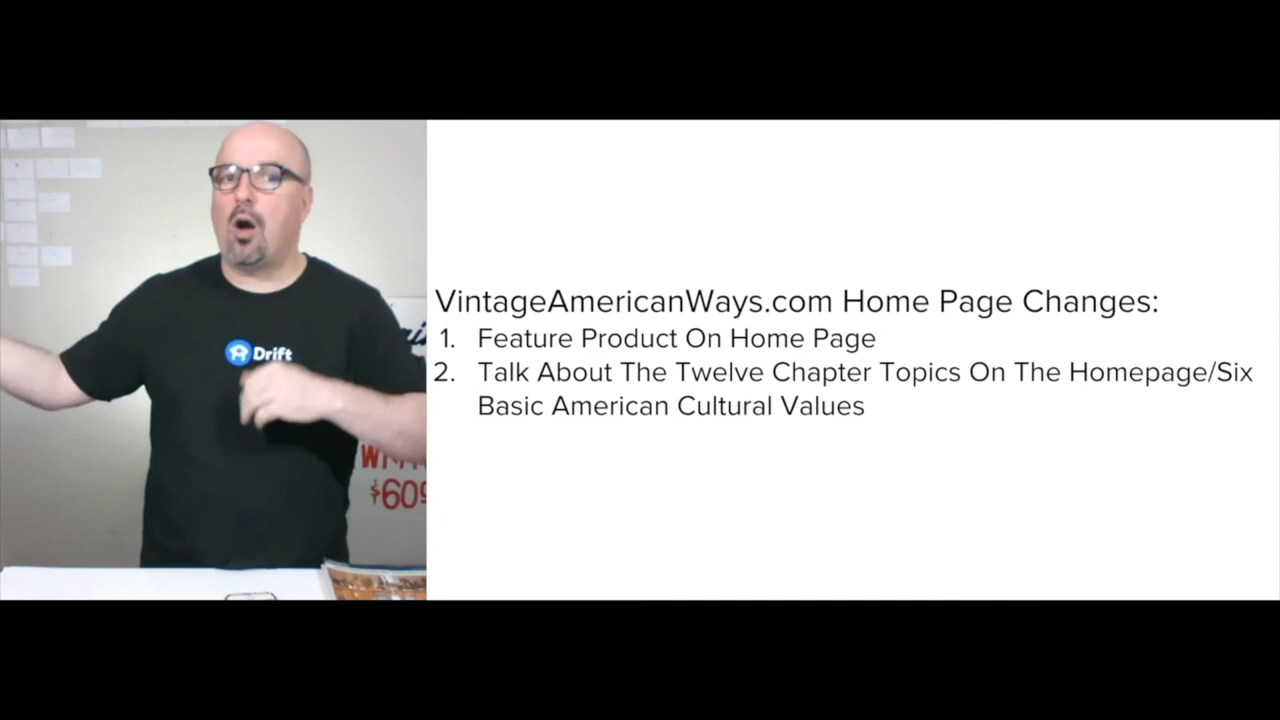 Drift
$60
VintageAmericanWays.com Home Page Changes:
1. Feature Product On Home Page
2. Talk About The Twelve Chapter Topics On The Homepage/Six
Basic American Cultural Values